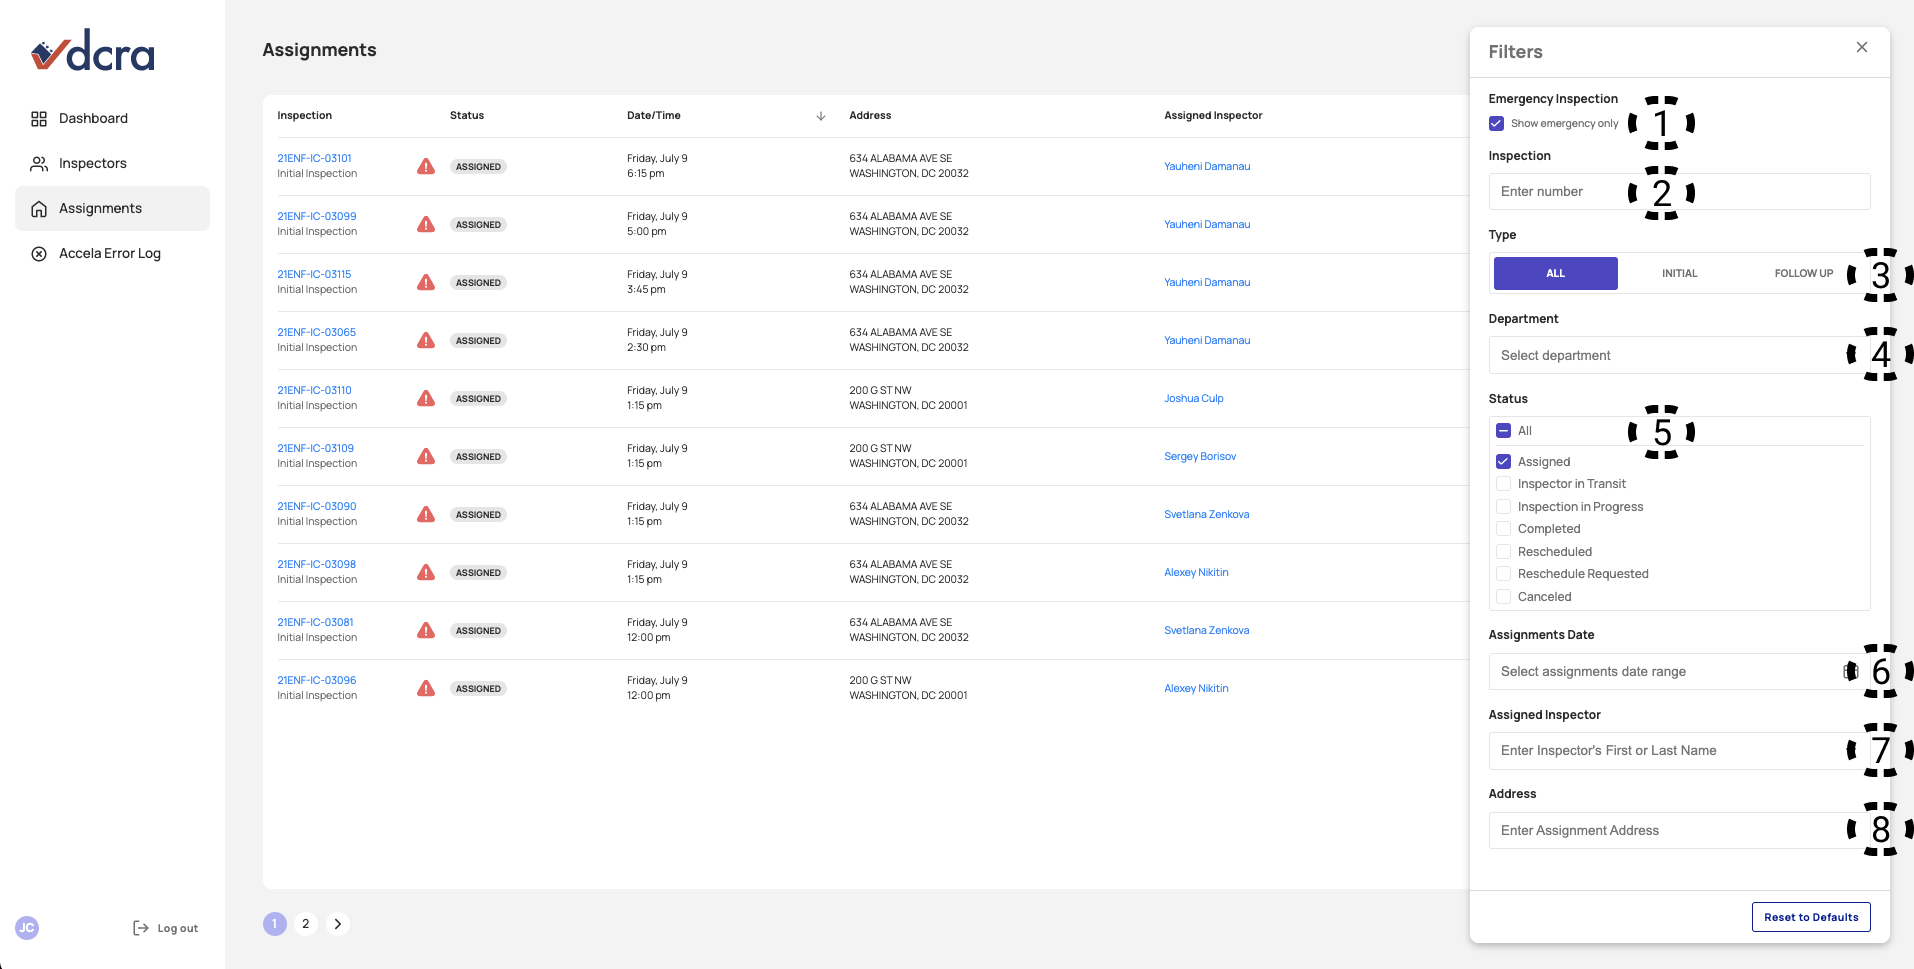 dcra
Dashboard
Inspectors
Assignments
Accela Error Log
JC
Log out
Assignments
Inspection Status Date/Time Address Assigned Inspector
21ENF-IC-03101 ASSIGNED Friday, July 9 634 ALABAMA AVE SE Yauheni Damanau
Initial Inspection 6:15 pm WASHINGTON, DC 20032
21ENF-IC-03099 ASSIGNED Friday, July 9 634 ALABAMA AVE SE Yauheni Damanau
Initial Inspection 5:00 pm WASHINGTON, DC 20032
21ENF-IC-03115 ASSIGNED Friday, July 9 634 ALABAMA AVE SE Yauheni Damanau
Initial Inspection 3:45 pm WASHINGTON, DC 20032
21ENF-IC-03065 ASSIGNED Friday, July 9 634 ALABAMA AVE SE Yauheni Damanau
Initial Inspection 2:30 pm WASHINGTON, DC 20032
21ENF-IC-03110 ASSIGNED Friday, July 9 200 G ST NW Joshua Culp
Initial Inspection 1:15 pm WASHINGTON, DC 20001
21ENF-IC-03109 ASSIGNED Friday, July 9 200 G ST NW Sergey Borisov
Initial Inspection 1:15 pm WASHINGTON, DC 20001
21ENF-IC-03090 ASSIGNED Friday, July 9 634 ALABAMA AVE SE Svetlana Zenkova
Initial Inspection 1:15 pm WASHINGTON, DC 20032
21ENF-IC-03098 ASSIGNED Friday, July 9 634 ALABAMA AVE SE Alexey Nikitin
Initial Inspection 1:15 pm WASHINGTON, DC 20032
21ENF-IC-03081 ASSIGNED Friday, July 9 634 ALABAMA AVE SE Svetlana Zenkova
Initial Inspection 12:00 pm WASHINGTON, DC 20032
21ENF-IC-03096 ASSIGNED Friday, July 9 200 G ST NW Alexey Nikitin
Initial Inspection 12:00 pm WASHINGTON, DC 20001
1 2
Filters
Emergency Inspection
Show emergency only 1
Inspection
Enter number 2
Type
ALL INITIAL FOLLOW UP 3
Department
Select department 4
Status
All 5
Assigned
Inspector in Transit
Inspection in Progress
Completed
Rescheduled
Reschedule Requested
Canceled
Assignments Date
Select assignments date range 6
Assigned Inspector
Enter Inspector's First or Last Name 7
Address
Enter Assignment Address 8
Reset to Defaults